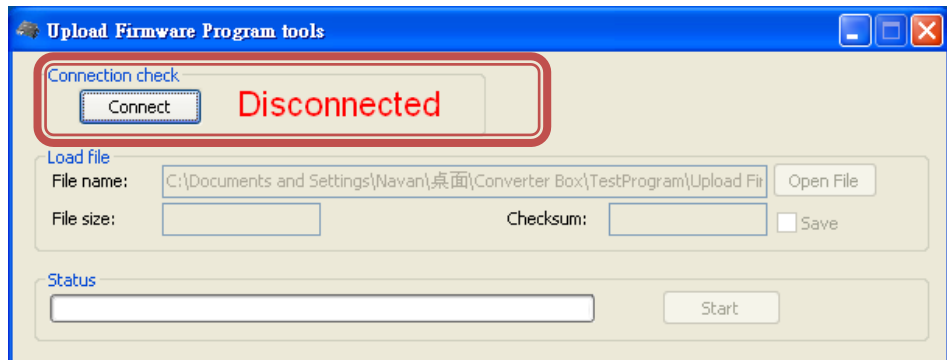 Upload Firmware Program tools
Connection check
Connect Disconnected
Load file
File name: C:\Documents and Settings\Navan\桌面\Converter Box\TestProgram\Upload Fir Open File
File size: Checksum: Save
Status
Start